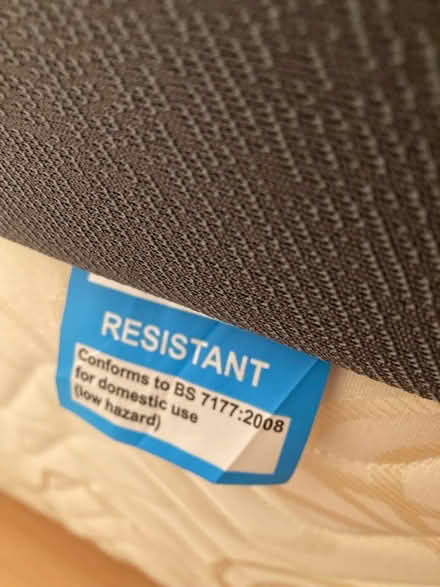 RESISTANT
Conforms to BS 7177:2008
for domestic use
(low hazard)